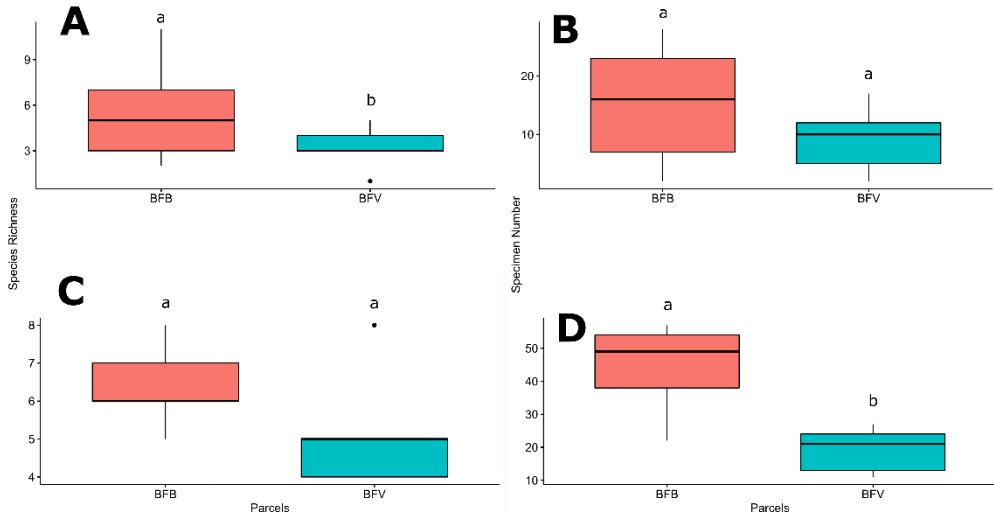 A
a
b
9
6
3
BFB
BFV
B
a
a
20
10
BFB
BFV
Species Richness
Specimen Number
C
a
a
8
7
6
5
4
BFB
BFV
Parcels
D
a
b
50
40
30
20
10
BFB
BFV
Parcels